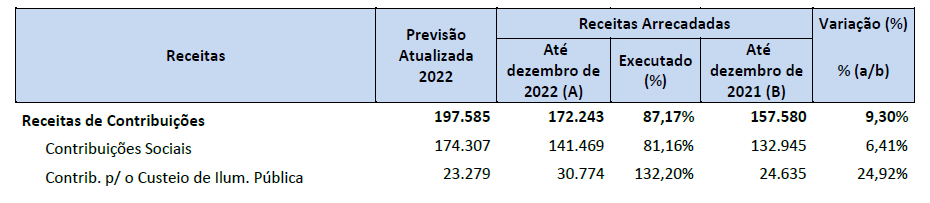 Receitas
Previsão
Atualizada
2022
Receitas Arrecadadas
Variação (%)
Até
dezembro de
2022 (A)
Executado
(%)
Até
dezembro de
2021 (B)
% (a/b)
Receitas de Contribuições 197.585 172.243 87,17% 157.580 9,30%
Contribuições Sociais 174.307 141.469 81,16% 132.945 6,41%
Contrib. p/ o Custeio de Ilum. Pública 23.279 30.774 132,20% 24.635 24,92%